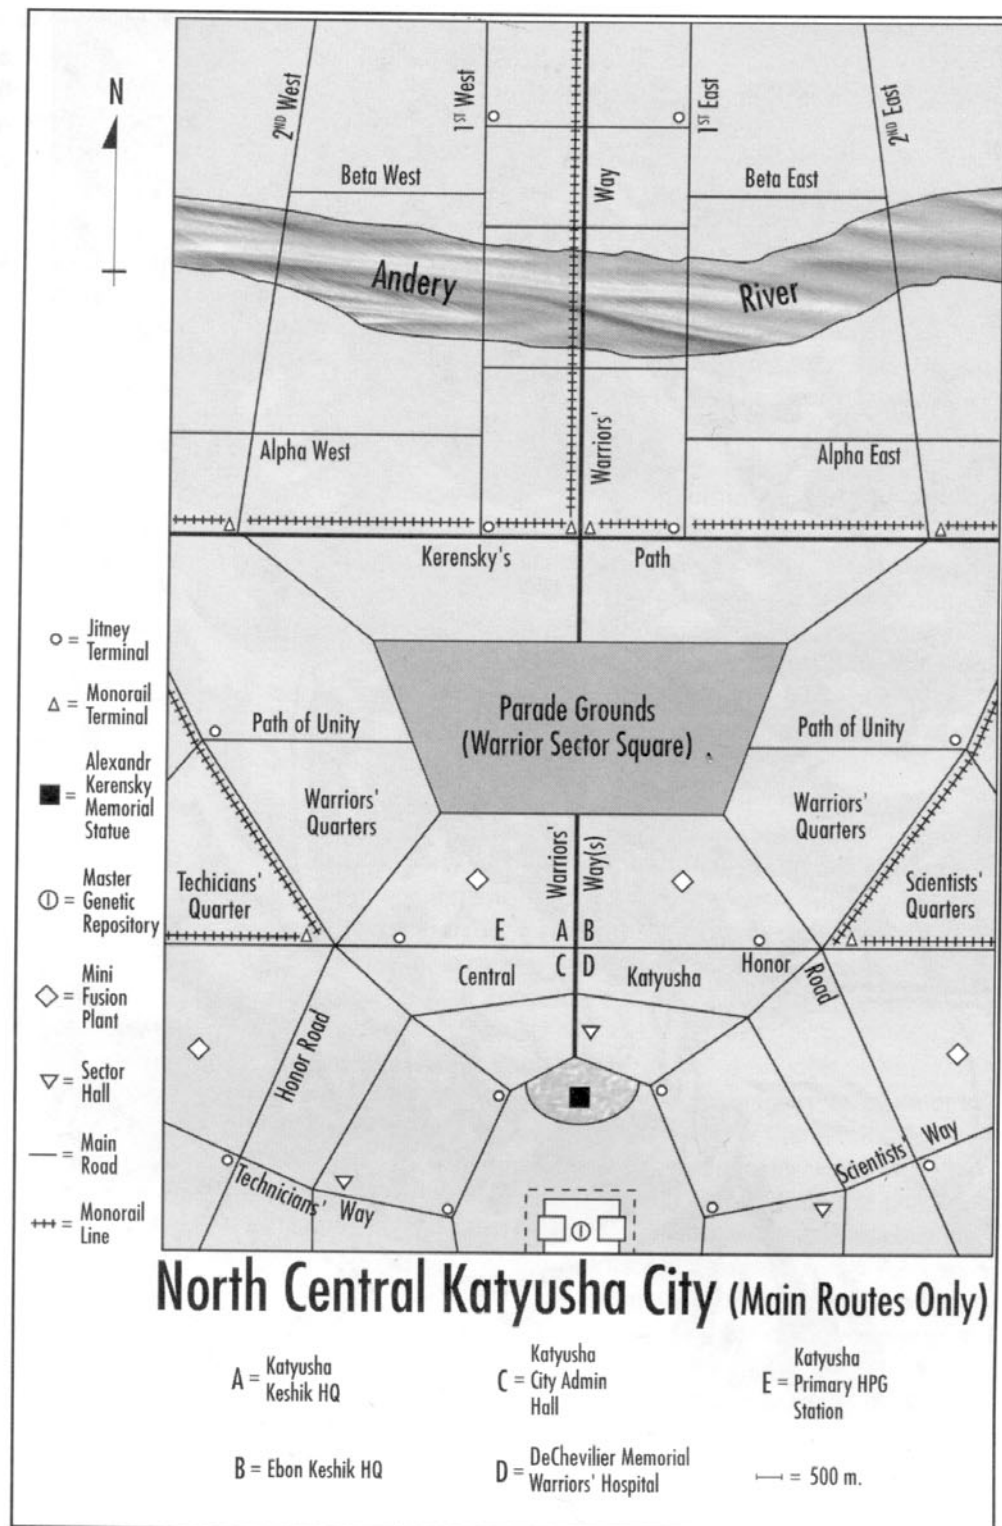 N
2ND West
1ST West
Way
1ST East
2ND East
Beta West
Beta East
Andery
River
Warriors'
Alpha West
Alpha East
Kerensky's
Path
Parade Grounds
(Warrior Sector Square)
Path of Unity
Path of Unity
Warriors'
Quarters
Warriors'
Quarters
Techicians'
Quarter
Scientists'
Quarters
Warriors'
Way(s)
E
A
B
C
D
Central
Katyusha
Honor
Road
Honor Road
Technicians' Way
Scientists' Way
= Jitney
Terminal
= Monorail
Terminal
Alexandr
= Kerensky
Memorial
Statue
Master
= Genetic
Repository
Mini
= Fusion
Plant
= Sector
Hall
= Main
Road
= Monorail
Line
North Central Katyusha City (Main Routes Only)
A = Katyusha
Keshik HQ
B = Ebon Keshik HQ
Katyusha
C = City Admin
Hall
D = DeChevilier Memorial
Warriors' Hospital
Katyusha
E = Primary HPG
Station
= 500 m.